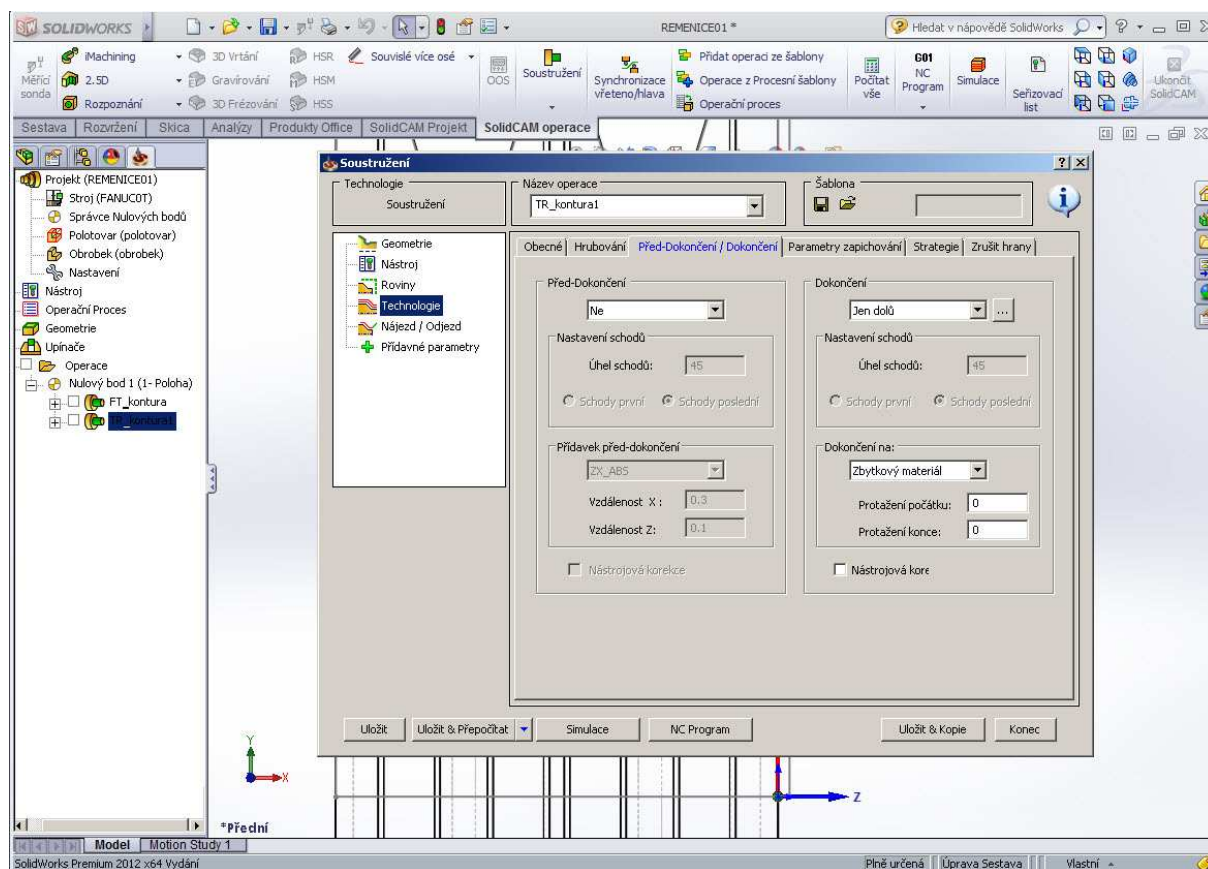 SOLIDWORKS
REMENICE01 *
Hledat v nápovědě SolidWorks
iMachining
2.5D
Rozpoznání
Měřící sonda
3D Vrtání
Gravírování
3D Frézování
HSR
HSM
HSS
Souvislé více osé
OOS
Soustružení
Synchronizace vřeteno/hlava
Přidat operaci ze šablony
Operace z Procesní šablony
Operační proces
Počítat vše
G01
NC Program
Simulace
Seřizovací list
Ukončit SolidCAM
Sestava
Rozvržení
Skica
Analýzy
Produkty Office
SolidCAM Projekt
SolidCAM operace
Projekt (REMENICE01)
Stroj (FANUC0T)
Správce Nulových bodů
Polotovar (polotovar)
Obrobek (obrobek)
Nastavení
Nástroj
Operační Proces
Geometrie
Upínače
Operace
Nulový bod 1 (1- Poloha)
FT_kontura
TR_kontura1
Soustružení
Technologie
Soustružení
Název operace
TR_kontura1
Šablona
Geometrie
Nástroj
Roviny
Technologie
Nájezd / Odjezd
Přídavné parametry
Obecné
Hrubování
Před-Dokončení / Dokončení
Parametry zapichování
Strategie
Zrušit hrany
Před-Dokončení
Ne
Nastavení schodů
Úhel schodů:
45
Schody první
Schody poslední
Přídavek před-dokončení
ZX_ABS
Vzdálenost X :
0.3
Vzdálenost Z:
0.1
Nástrojová korekce
Dokončení
Jen dolů
...
Nastavení schodů
Úhel schodů:
45
Schody první
Schody poslední
Dokončení na:
Zbytkový materiál
Protažení počátku:
0
Protažení konce:
0
Nástrojová kore
Uložit
Uložit & Přepočítat
Simulace
NC Program
Uložit & Kopie
Konec
Y
X
Z
*Přední
Model
Motion Study 1
SolidWorks Premium 2012 x64 Vydání
Plně určená
Úprava Sestava
Vlastní